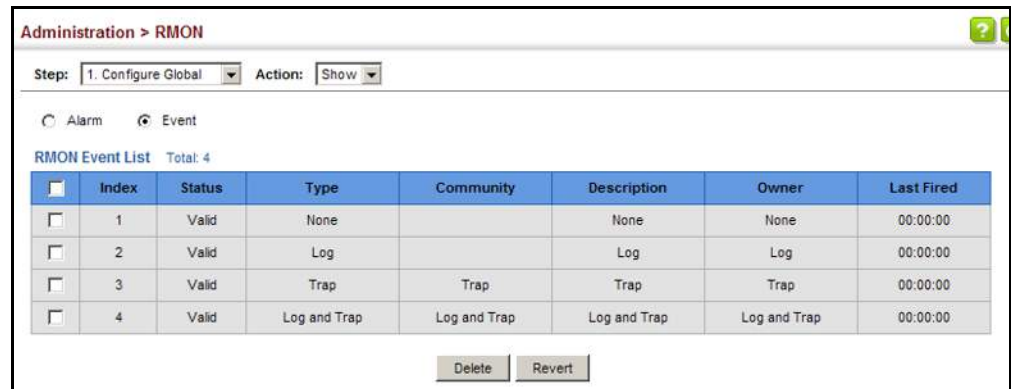 Administration > RMON
?
Step: 1. Configure Global Action: Show
Alarm Event
RMON Event List Total: 4
Index Status Type Community Description Owner Last Fired
1 Valid None None None 00:00:00
2 Valid Log Log Log 00:00:00
3 Valid Trap Trap Trap Trap 00:00:00
4 Valid Log and Trap Log and Trap Log and Trap Log and Trap 00:00:00
Delete Revert